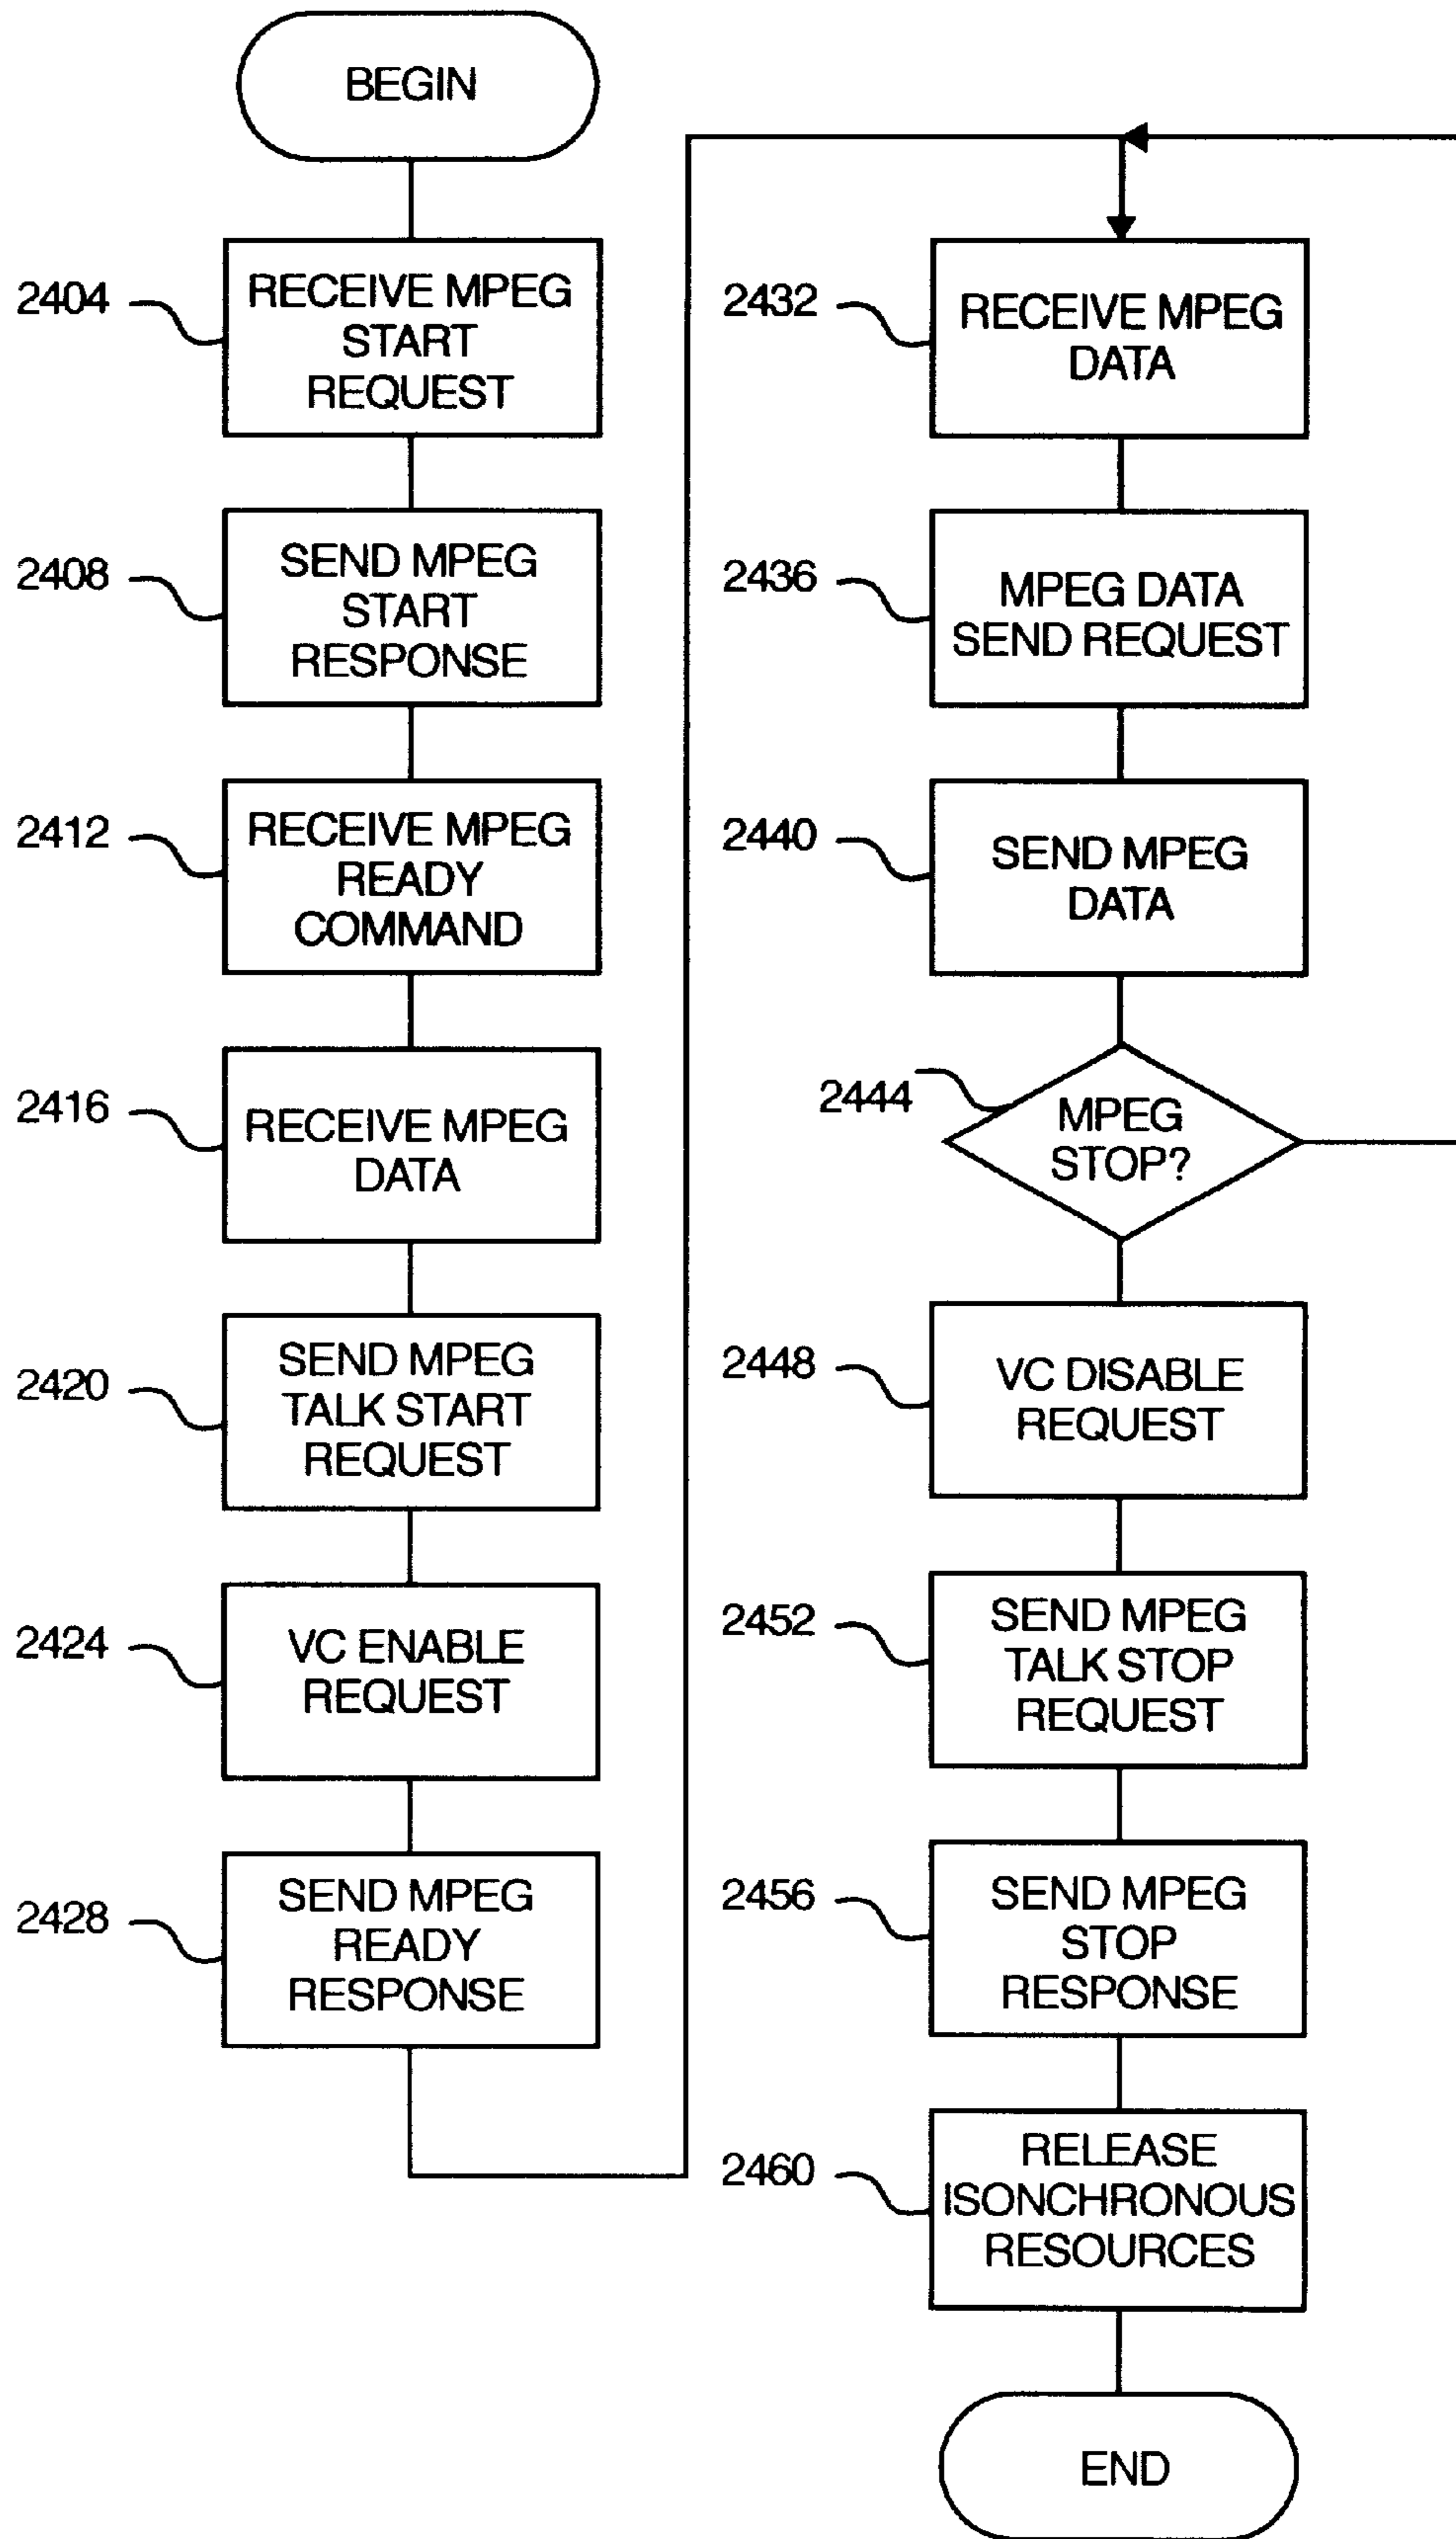 BEGIN
2404
RECEIVE MPEG
START
REQUEST
2408
SEND MPEG
START
RESPONSE
2412
RECEIVE MPEG
READY
COMMAND
2416
RECEIVE MPEG
DATA
2420
SEND MPEG
TALK START
REQUEST
2424
VC ENABLE
REQUEST
2428
SEND MPEG
READY
RESPONSE
2432
RECEIVE MPEG
DATA
2436
MPEG DATA
SEND REQUEST
2440
SEND MPEG
DATA
2444
MPEG
STOP?
2448
VC DISABLE
REQUEST
2452
SEND MPEG
TALK STOP
REQUEST
2456
SEND MPEG
STOP
RESPONSE
2460
RELEASE
ISONCHRONOUS
RESOURCES
END